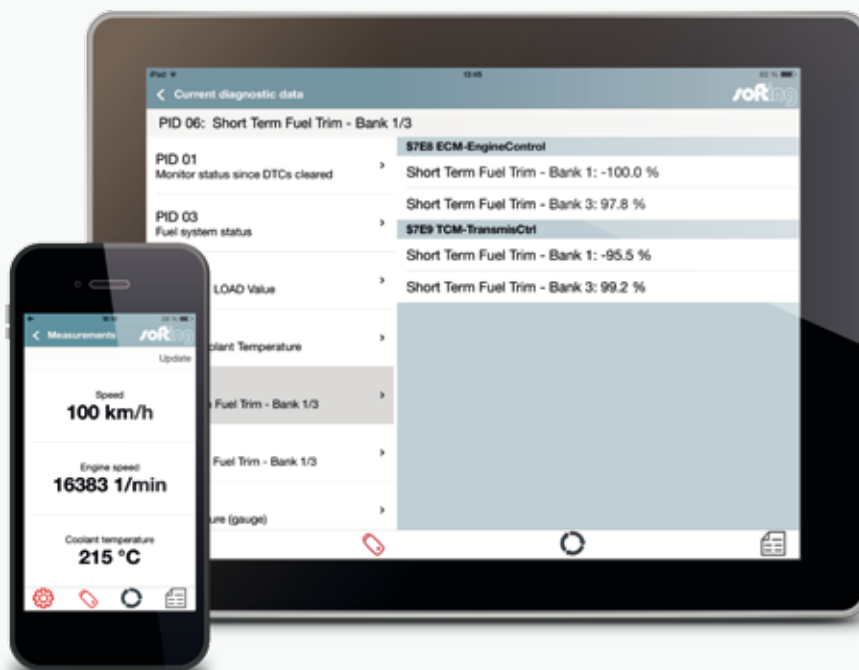 iPad
13:45
Current diagnostic data
softing
PID 06: Short Term Fuel Trim - Bank 1/3
PID 01
Monitor status since DTCs cleared
PID 03
Fuel system status
LOAD Value
olant Temperature
Fuel Trim - Bank 1/3
Fuel Trim - Bank 1/3
ure (gauge)
$7E8 ECM-EngineControl
Short Term Fuel Trim - Bank 1: -100.0 %
Short Term Fuel Trim - Bank 3: 97.8 %
$7E9 TCM-TransmisCtrl
Short Term Fuel Trim - Bank 1: -95.5 %
Short Term Fuel Trim - Bank 3: 99.2 %
Measurements
softing
Update
Speed
100 km/h
Engine speed
16383 1/min
Coolant temperature
215 °C